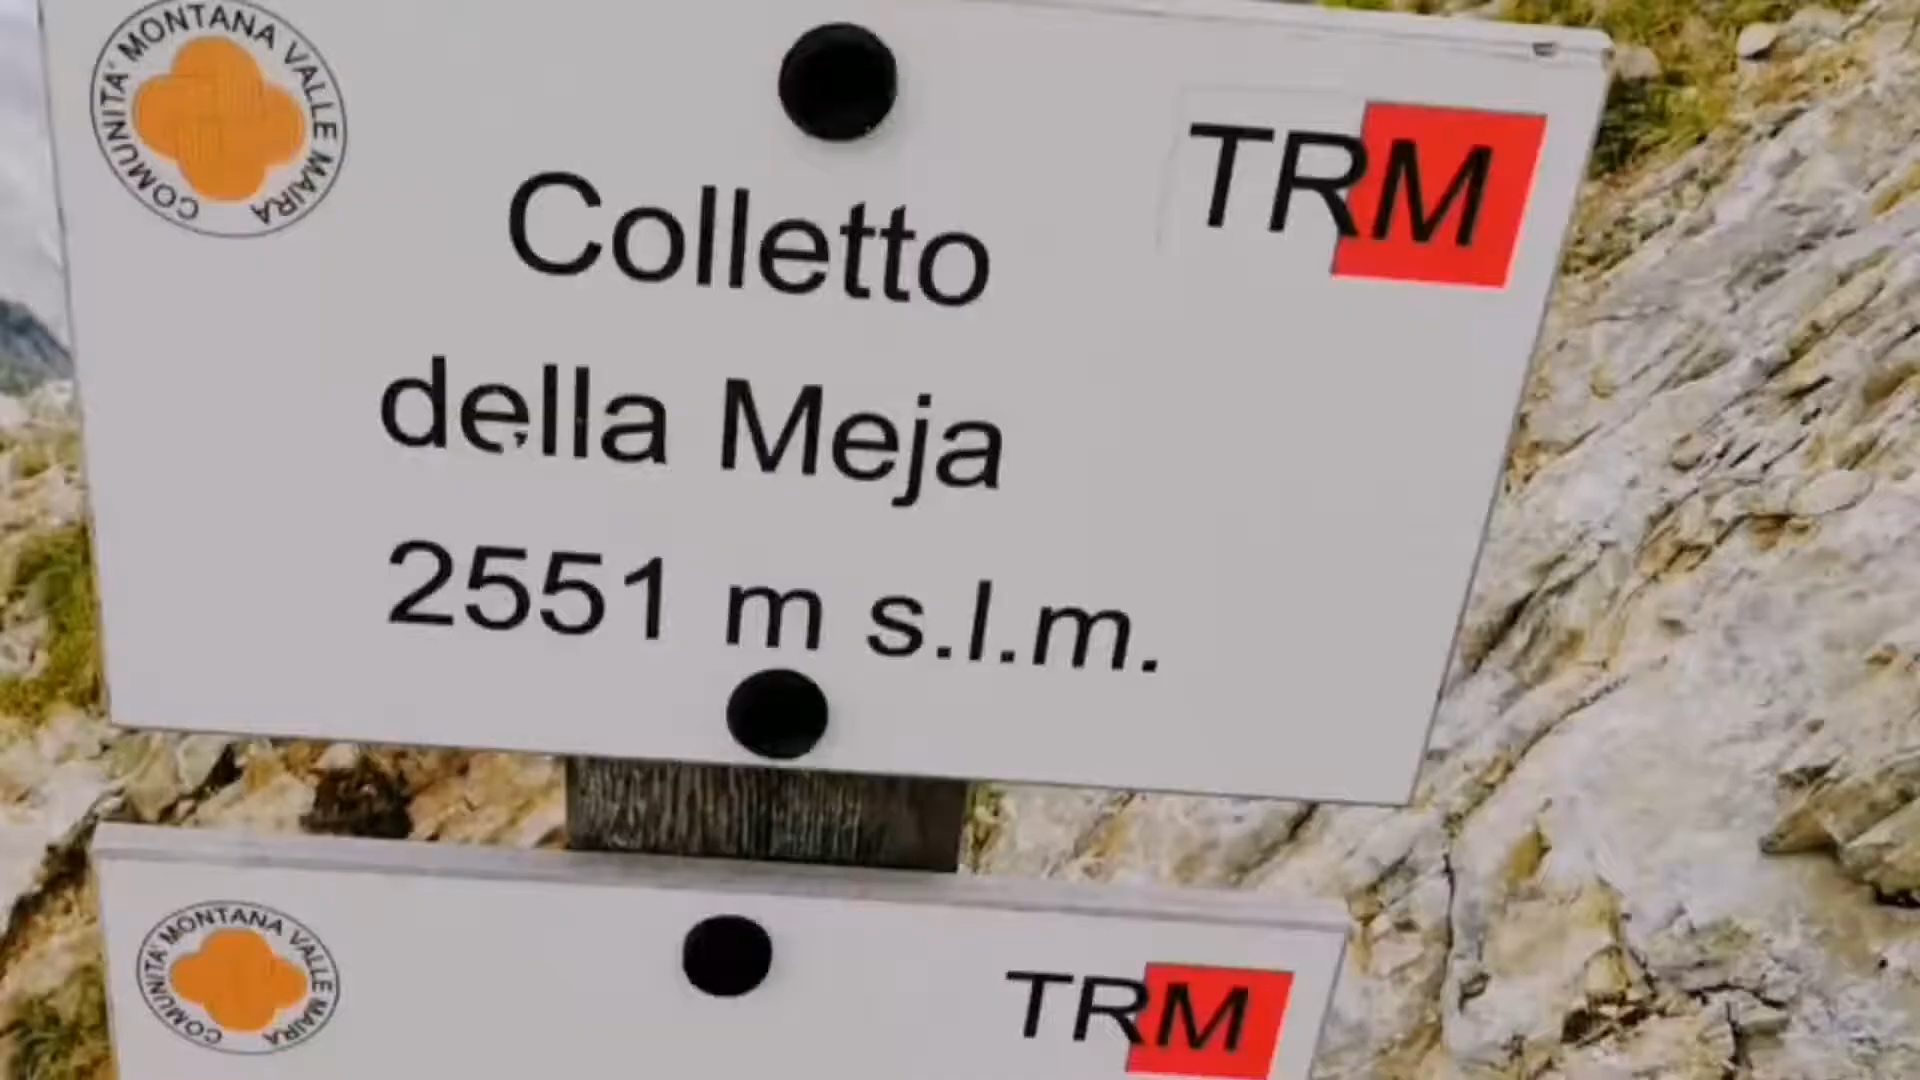 COMUNITA' MONTANA VALLE MAIRA
TRM
Colletto
della Meja
2551 m s.l.m.
COMUNITA' MONTANA VALLE MAIRA
TRM